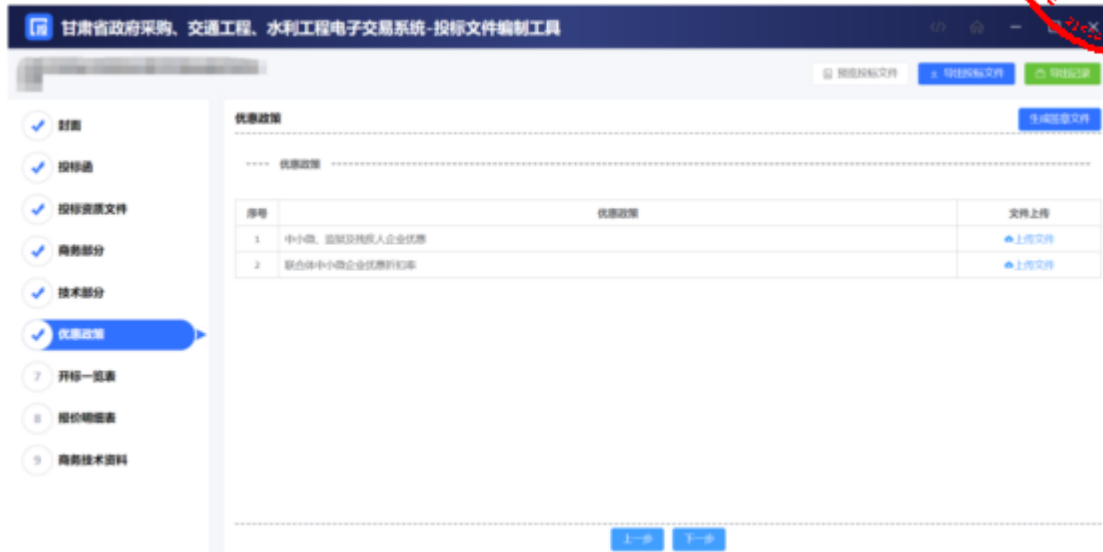 甘肃省政府采购、交通工程、水利工程电子交易系统-投标文件编制工具
预览投标文件
导出投标文件
导出记录
封面
投标函
投标资质文件
商务部分
技术部分
优惠政策
7 开标一览表
8 报价明细表
9 商务技术资料
优惠政策
生成签章文件
优惠政策
序号 优惠政策 文件上传
1 中小微、监狱及残疾人企业优惠 上传文件
2 联合体中小微企业优惠折扣率 上传文件
上一步 下一步